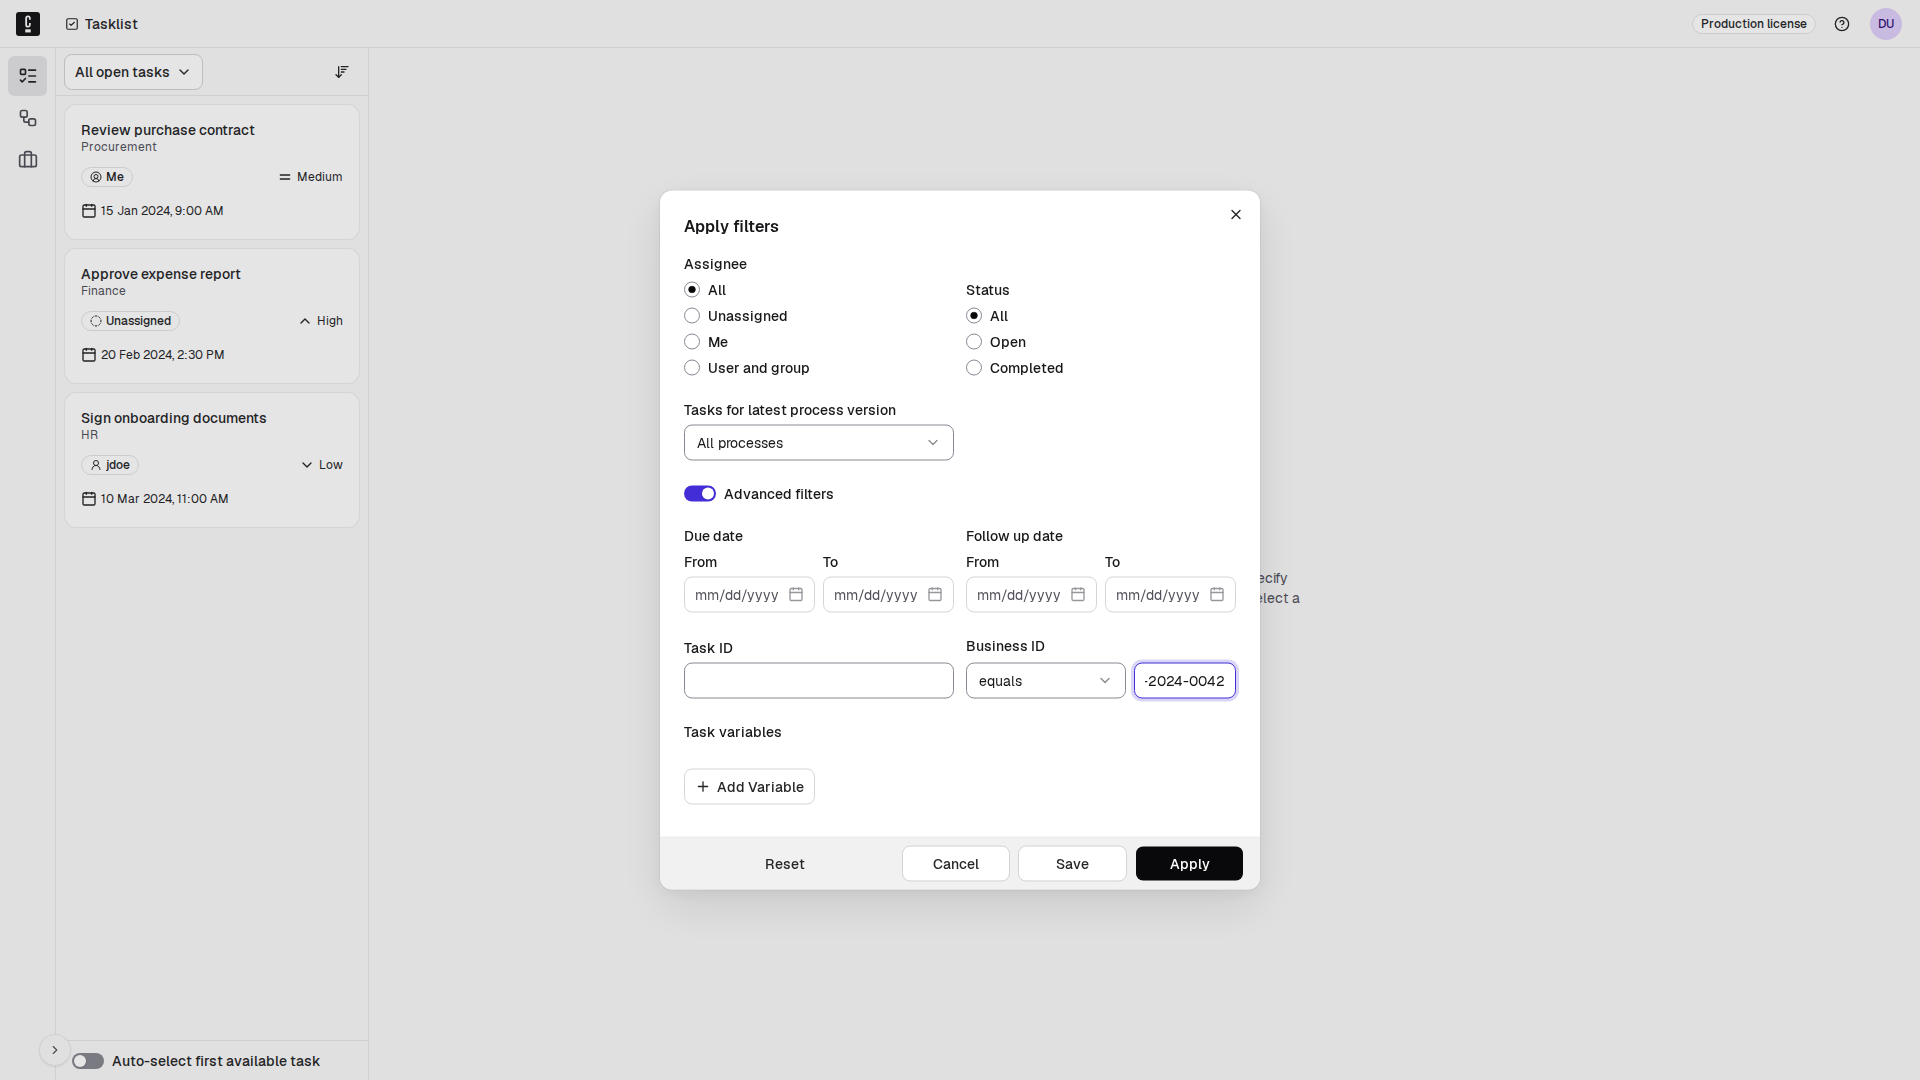 Tasklist
Production license
DU
All open tasks
Review purchase contract
Procurement
Me
Medium
15 Jan 2024, 9:00 AM
Approve expense report
Finance
Unassigned
High
20 Feb 2024, 2:30 PM
Sign onboarding documents
HR
jdoe
Low
10 Mar 2024, 11:00 AM
Auto-select first available task
Apply filters
Assignee
All
Unassigned
Me
User and group
Status
All
Open
Completed
Tasks for latest process version
All processes
Advanced filters
Due date
From
To
mm/dd/yyyy
mm/dd/yyyy
Follow up date
From
To
mm/dd/yyyy
mm/dd/yyyy
Task ID
Business ID
equals
-2024-0042
Task variables
Add Variable
Reset
Cancel
Save
Apply
a